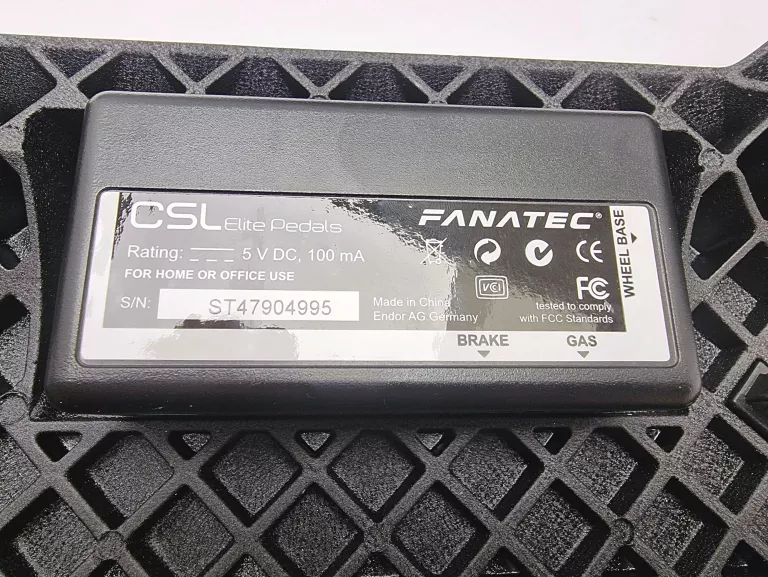 CSL Elite Pedals
FANATEC®
Rating: 5 V DC, 100 mA
FOR HOME OR OFFICE USE
S/N: ST47904995
Made in China
Endor AG Germany
VCI
FC
tested to comply
with FCC Standards
WHEEL BASE
BRAKE
GAS